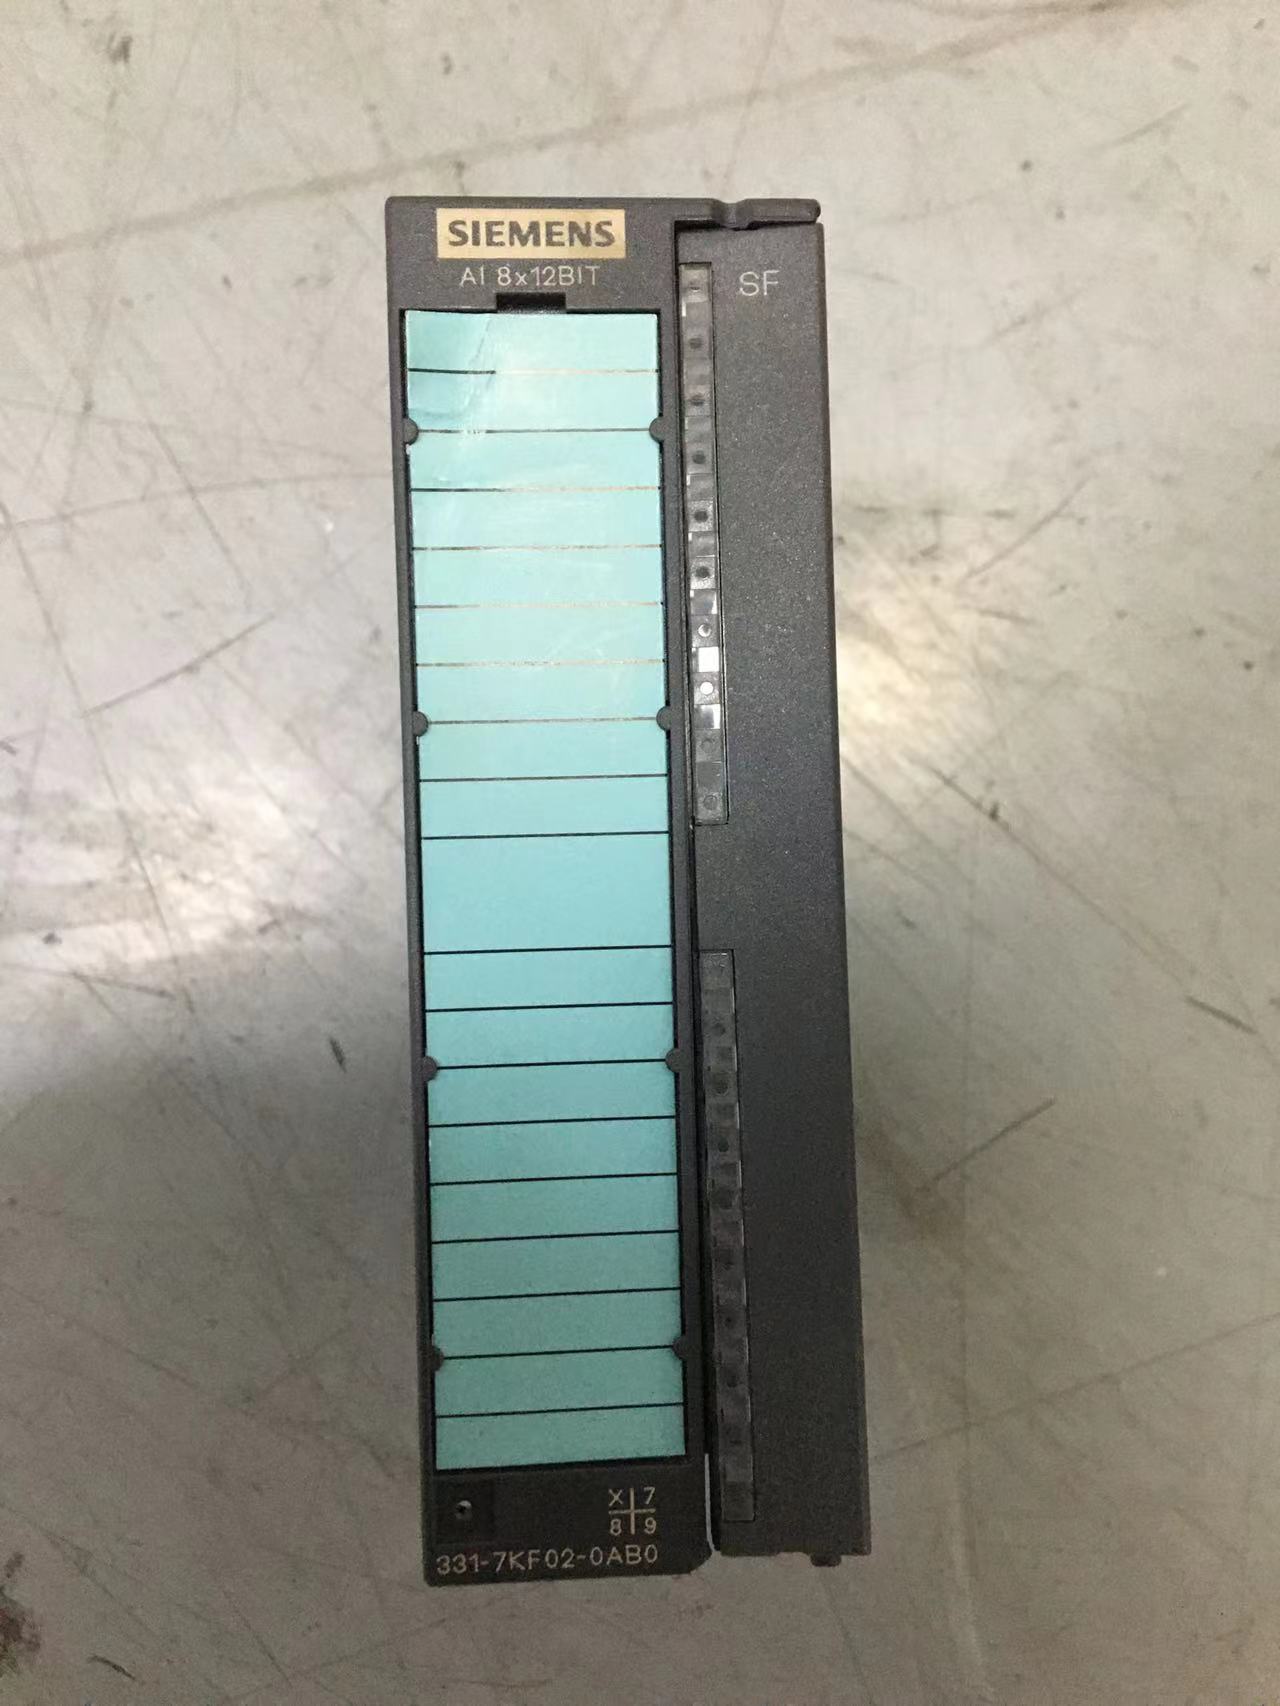 SIEMENS
AI 8x12BIT
SF
X 7
8 9
331-7KF02-0AB0